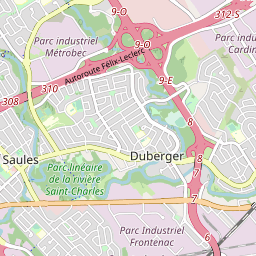 9-O
312-S
Parc industriel
Métrobec
9-O
Parc
industriel
Cardin
Autoroute Félix-Leclerc
9-E
310
308
8
Saules
Duberger
8
Parc linéaire
de la rivière
Saint-Charles
7
7
Parc Industriel
Frontenac
6